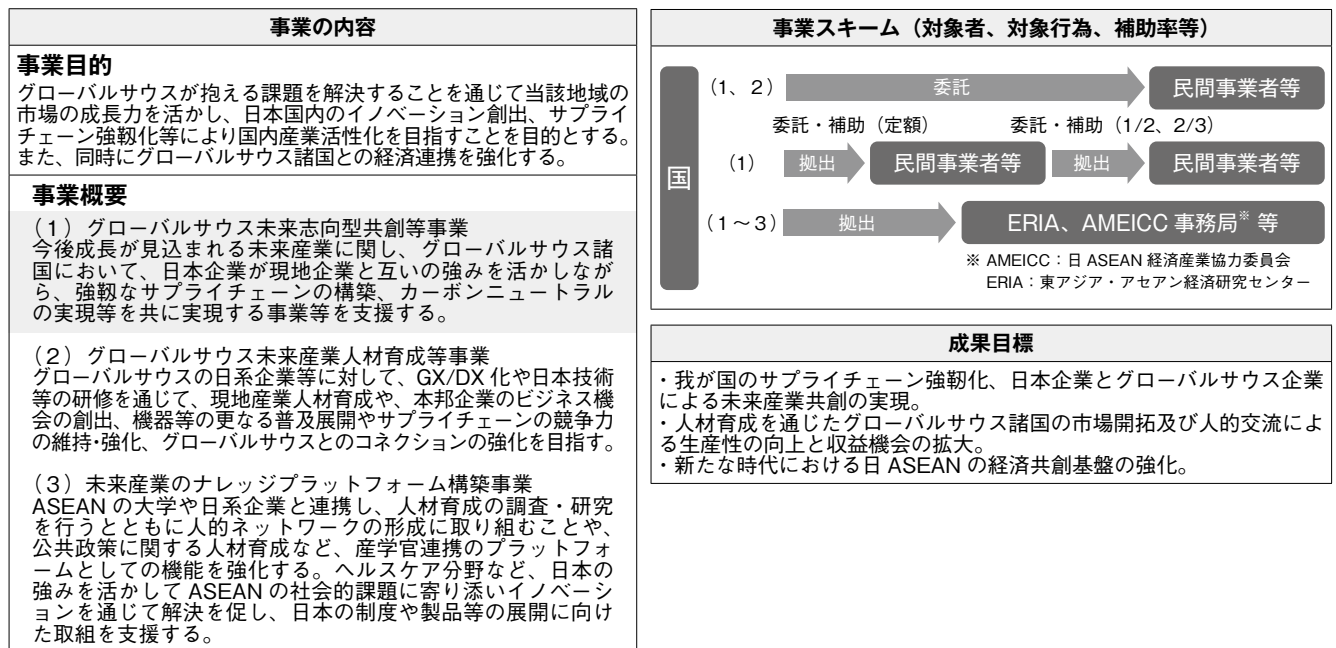 事業の内容
事業目的
グローバルサウスが抱える課題を解決することを通じて当該地域の
市場の成長力を活かし、日本国内のイノベーション創出、サプライ
チェーン強靱化等により国内産業活性化を目指すことを目的とする。
また、同時にグローバルサウス諸国との経済連携を強化する。
事業概要
（1）グローバルサウス未来志向型共創等事業
今後成長が見込まれる未来産業に関し、グローバルサウス諸
国において、日本企業が現地企業と互いの強みを活かしなが
ら、強靱なサプライチェーンの構築、カーボンニュートラル
の実現等を共に実現する事業等を支援する。
（2）グローバルサウス未来産業人材育成等事業
グローバルサウスの日系企業等に対して、GX/DX 化や日本技術
等の研修を通じて、現地産業人材育成や、本邦企業のビジネス機
会の創出、機器等の更なる普及展開やサプライチェーンの競争力
の維持･強化、グローバルサウスとのコネクションの強化を目指す。
（3）未来産業のナレッジプラットフォーム構築事業
ASEAN の大学や日系企業と連携し、人材育成の調査・研究
を行うとともに人的ネットワークの形成に取り組むことや、
公共政策に関する人材育成など、産学官連携のプラットフォ
ームとしての機能を強化する。ヘルスケア分野など、日本の
強みを活かして ASEAN の社会的課題に寄り添いイノベーシ
ョンを通じて解決を促し、日本の制度や製品等の展開に向け
た取組を支援する。
事業スキーム（対象者、対象行為、補助率等）
国
（1、2） 委託 民間事業者等
委託・補助（定額） 委託・補助（1/2、2/3）
（1） 拠出 民間事業者等 拠出 民間事業者等
（1～3） 拠出 ERIA、AMEICC 事務局※ 等
※ AMEICC：日 ASEAN 経済産業協力委員会
ERIA：東アジア・アセアン経済研究センター
成果目標
・我が国のサプライチェーン強靱化、日本企業とグローバルサウス企業
による未来産業共創の実現。
・人材育成を通じたグローバルサウス諸国の市場開拓及び人的交流によ
る生産性の向上と収益機会の拡大。
・新たな時代における日 ASEAN の経済共創基盤の強化。